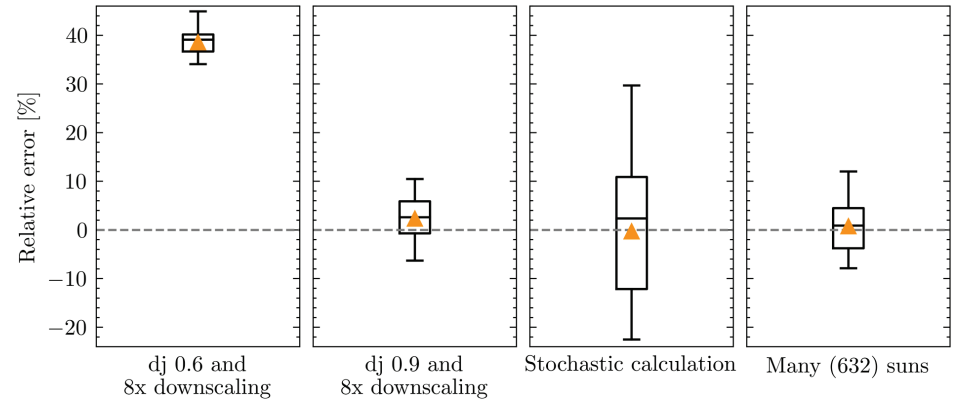 Relative error [%]
40
30
20
10
0
−10
−20
dj 0.6 and
8x downscaling
dj 0.9 and
8x downscaling
Stochastic calculation
Many (632) suns